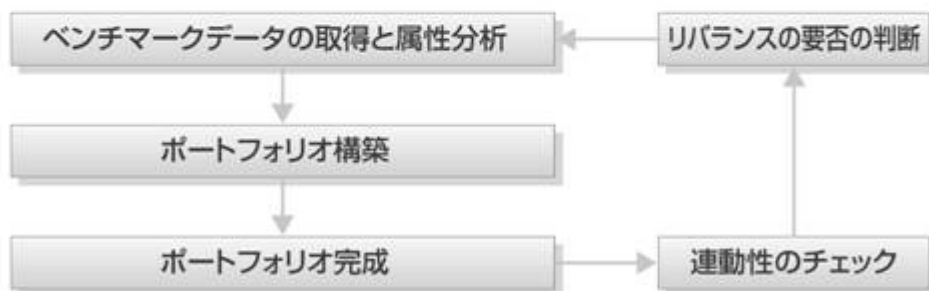 ベンチマークデータの取得と属性分析
リバランスの要否の判断
ポートフォリオ構築
ポートフォリオ完成
連動性のチェック